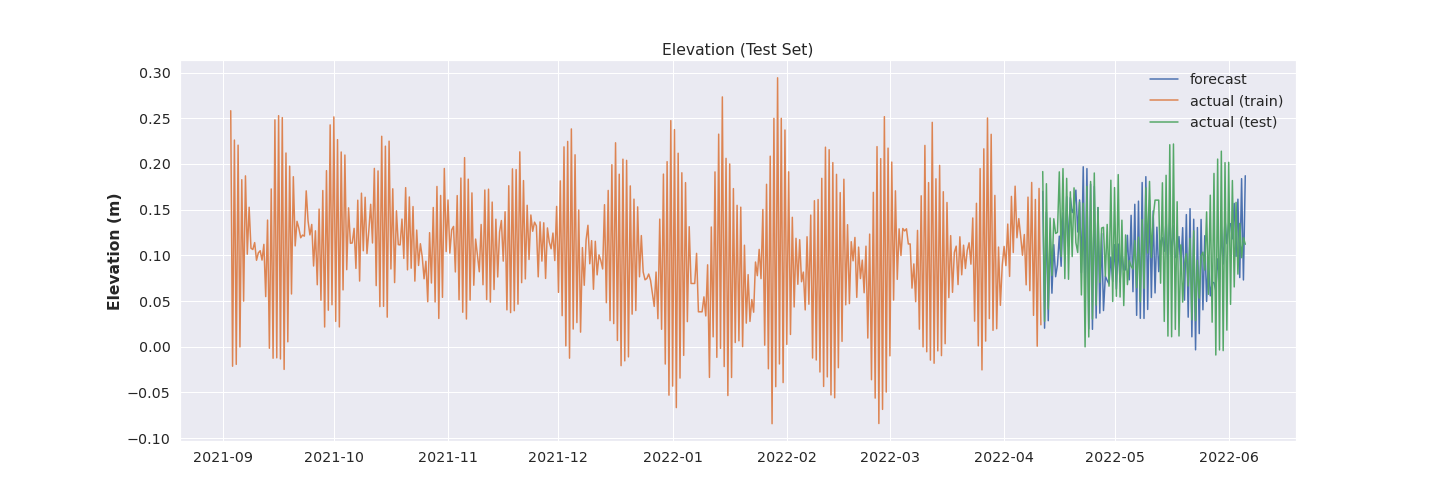 Elevation (Test Set)
0.30
0.25
0.20
0.15
0.10
0.05
0.00
−0.05
−0.10
Elevation (m)
forecast
actual (train)
actual (test)
2021-09 2021-10 2021-11 2021-12 2022-01 2022-02 2022-03 2022-04 2022-05 2022-06